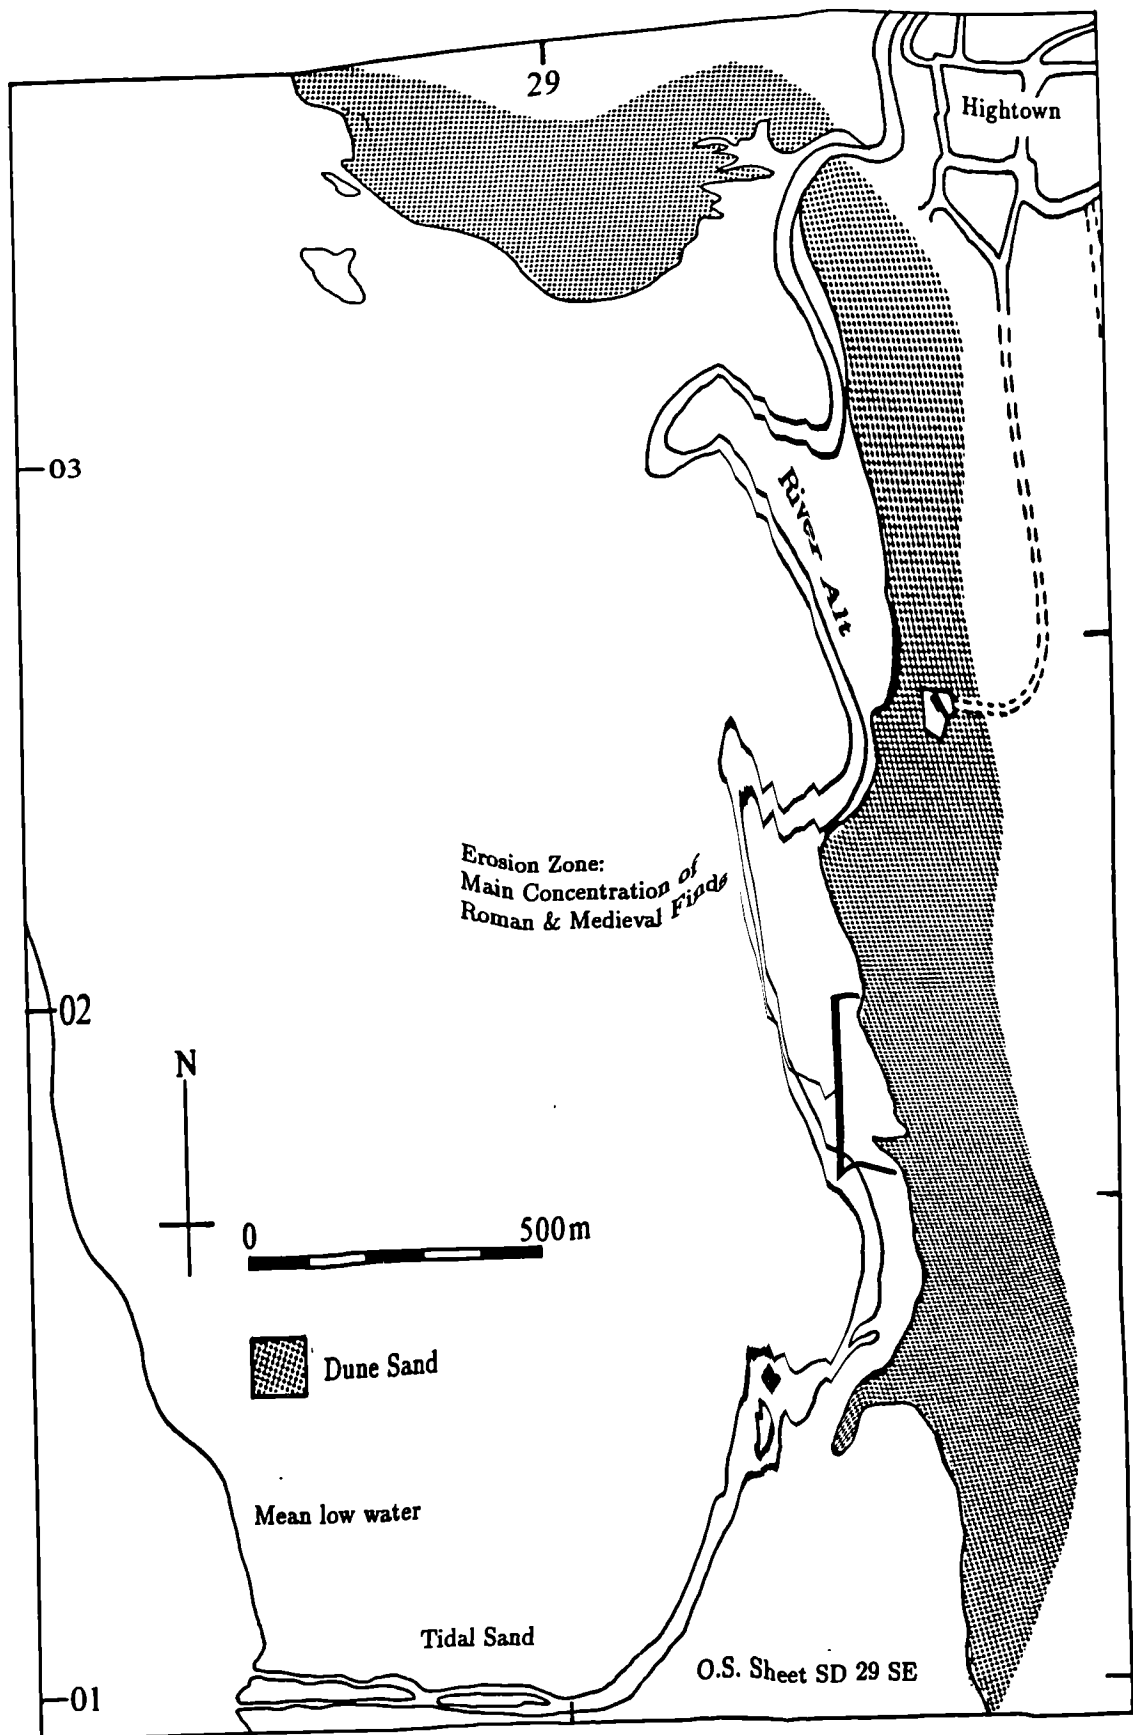 29
Hightown
03
River Alt
Erosion Zone:
Main Concentration of
Roman & Medieval Finds
02
N
0 500m
Dune Sand
Mean low water
Tidal Sand
O.S. Sheet SD 29 SE
01